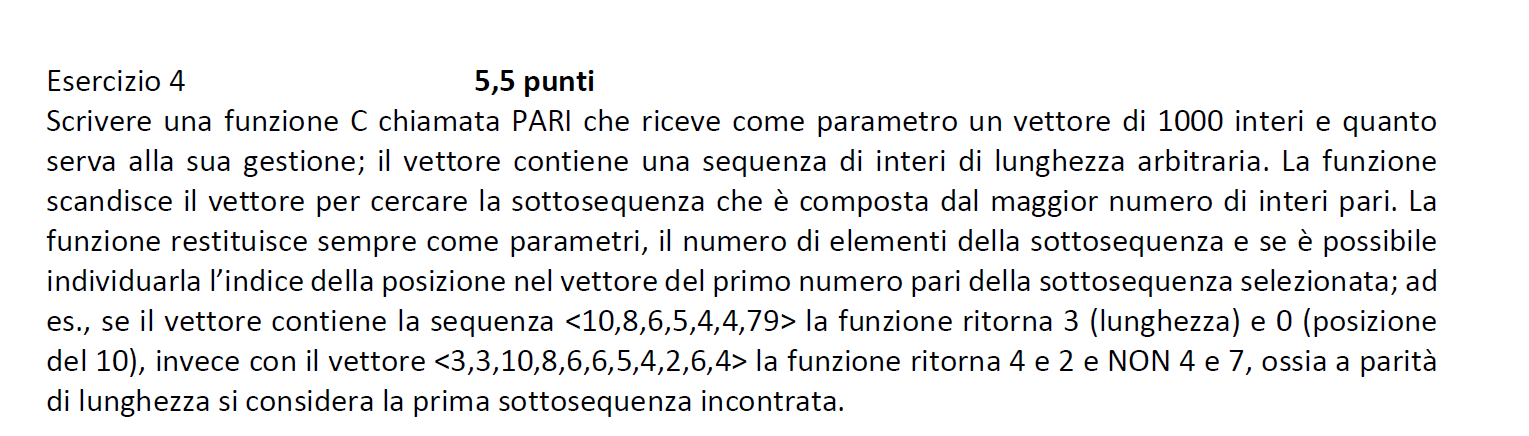 Esercizio 4 5,5 punti
Scrivere una funzione C chiamata PARI che riceve come parametro un vettore di 1000 interi e quanto
serva alla sua gestione; il vettore contiene una sequenza di interi di lunghezza arbitraria. La funzione
scandisce il vettore per cercare la sottosequenza che è composta dal maggior numero di interi pari. La
funzione restituisce sempre come parametri, il numero di elementi della sottosequenza e se è possibile
individuarla l'indice della posizione nel vettore del primo numero pari della sottosequenza selezionata; ad
es., se il vettore contiene la sequenza <10,8,6,5,4,4,79> la funzione ritorna 3 (lunghezza) e 0 (posizione
del 10), invece con il vettore <3,3,10,8,6,6,5,4,2,6,4> la funzione ritorna 4 e 2 e NON 4 e 7, ossia a parità
di lunghezza si considera la prima sottosequenza incontrata.